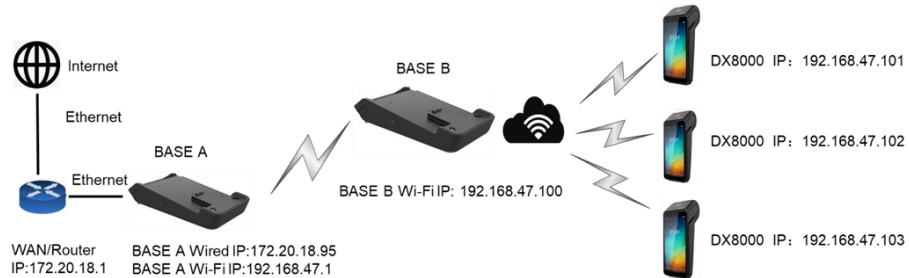 Internet
Ethernet
Ethernet
WAN/Router
IP:172.20.18.1
BASE A
BASE A Wired IP:172.20.18.95
BASE A Wi-Fi IP:192.168.47.1
BASE B
BASE B Wi-Fi IP: 192.168.47.100
DX8000 IP： 192.168.47.101
DX8000 IP： 192.168.47.102
DX8000 IP： 192.168.47.103